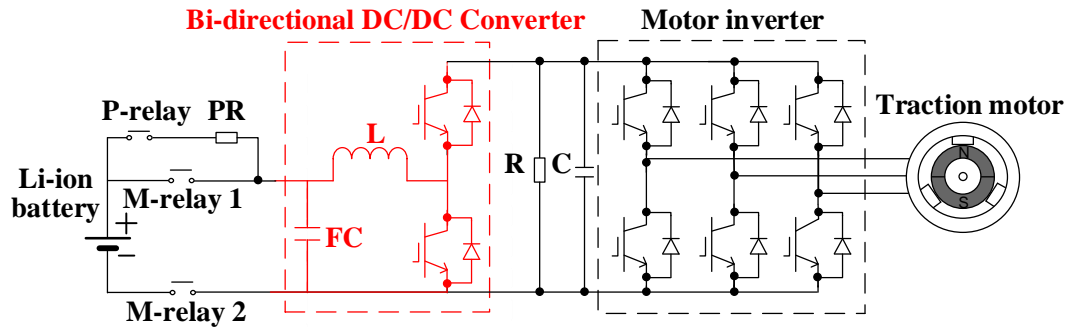 Bi-directional DC/DC Converter
Motor inverter
P-relay
PR
L
Traction motor
R
C
N
Li-ion
battery
M-relay 1
+
S
FC
−
M-relay 2